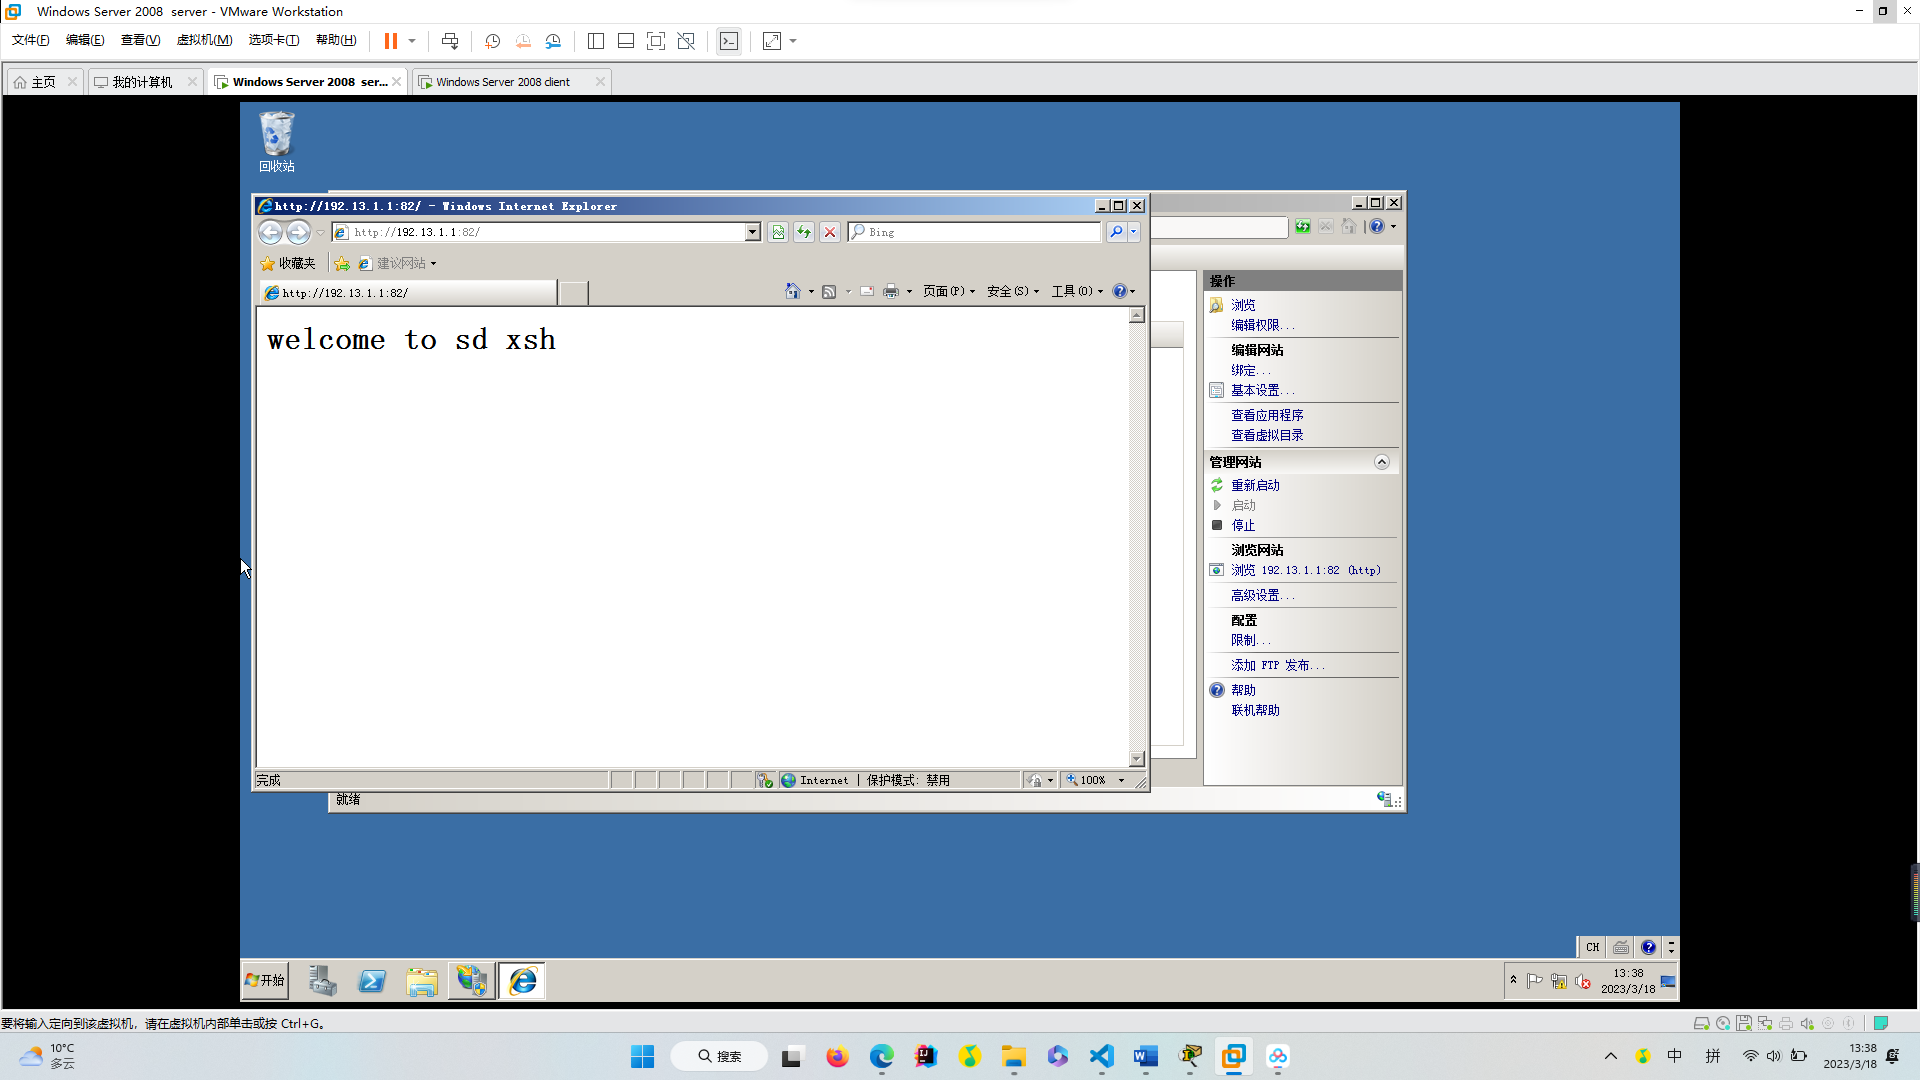 Windows Server 2008  server - VMware Workstation
文件(F) 编辑(E) 查看(V) 虚拟机(M) 选项卡(T) 帮助(H)
主页 我的计算机 Windows Server 2008  ser... Windows Server 2008 client
回收站
http://192.13.1.1:82/ - Windows Internet Explorer
http://192.13.1.1:82/ Bing
收藏夹 建议网站
http://192.13.1.1:82/ 页面(P) 安全(S) 工具(O)
welcome to sd xsh
完成 Internet | 保护模式: 禁用 100%
就绪
操作
浏览
编辑权限...
编辑网站
绑定...
基本设置...
查看应用程序
查看虚拟目录
管理网站
重新启动
启动
停止
浏览网站
浏览 192.13.1.1:82 (http)
高级设置...
配置
限制...
添加 FTP 发布...
帮助
联机帮助
CH
开始
13:38
2023/3/18
要将输入定向到该虚拟机，请在虚拟机内部单击或按 Ctrl+G。
10°C
多云
搜索
中 拼
13:38
2023/3/18